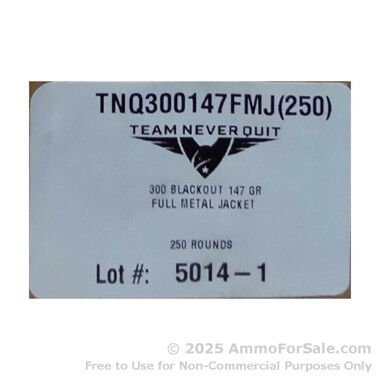 TNQ300147FMJ(250)
TEAM NEVER QUIT
300 BLACKOUT 147 GR
FULL METAL JACKET
250 ROUNDS
Lot #: 5014-1
© 2025 AmmoForSale.com
Free to Use for Non-Commercial Purposes Only